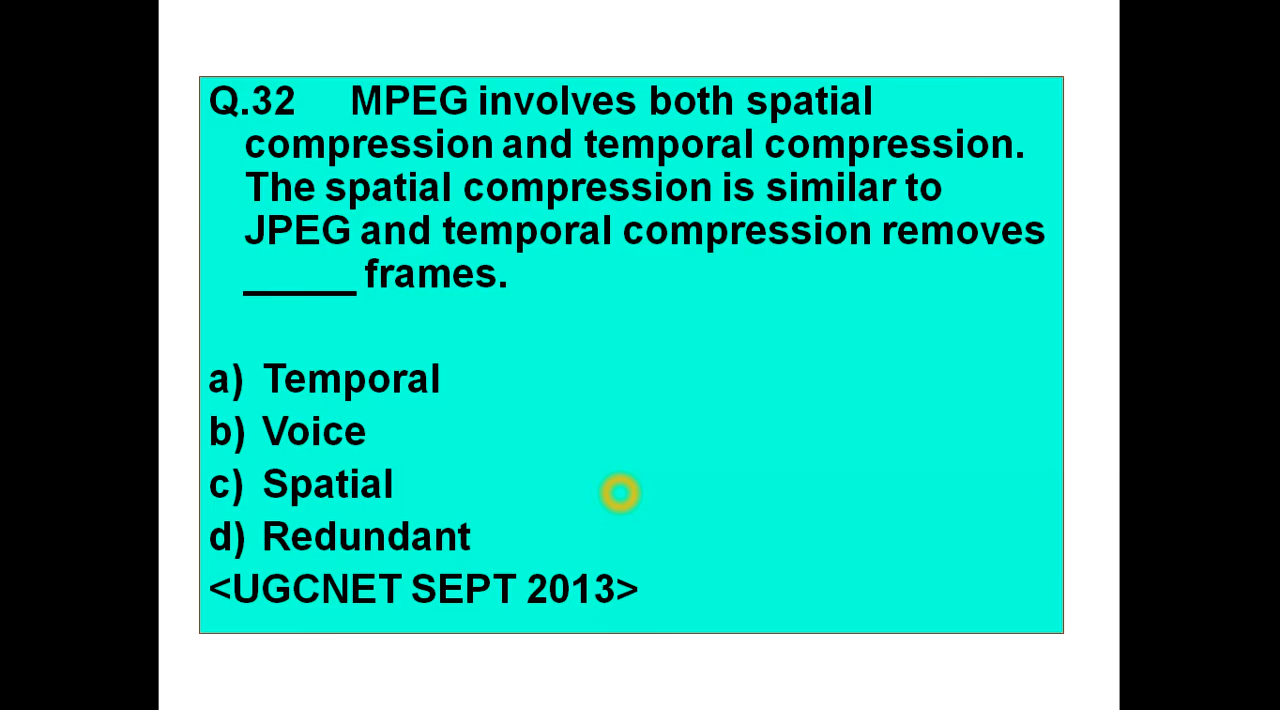 Q.32 MPEG involves both spatial
compression and temporal compression.
The spatial compression is similar to
JPEG and temporal compression removes
_____ frames.
a) Temporal
b) Voice
c) Spatial
d) Redundant
<UGCNET SEPT 2013>